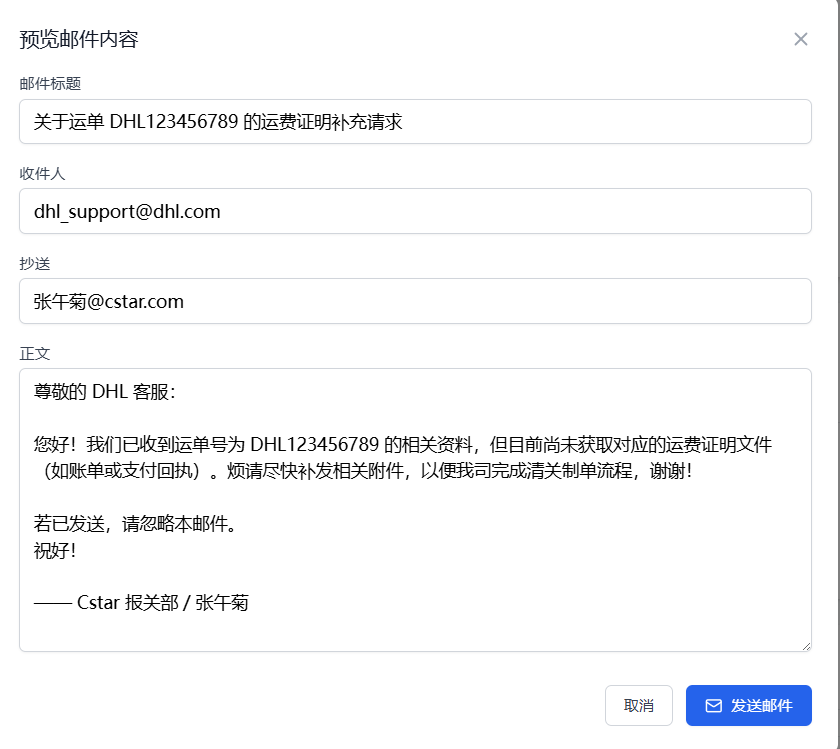 预览邮件内容
邮件标题
关于运单 DHL123456789 的运费证明补充请求
收件人
dhl_support@dhl.com
抄送
张午菊@cstar.com
正文
尊敬的 DHL 客服：
您好！我们已收到运单号为 DHL123456789 的相关资料，但目前尚未获取对应的运费证明文件
（如账单或支付回执）。烦请尽快补发相关附件，以便我司完成清关制单流程，谢谢！
若已发送，请忽略本邮件。
祝好！
—— Cstar 报关部 / 张午菊
取消
发送邮件